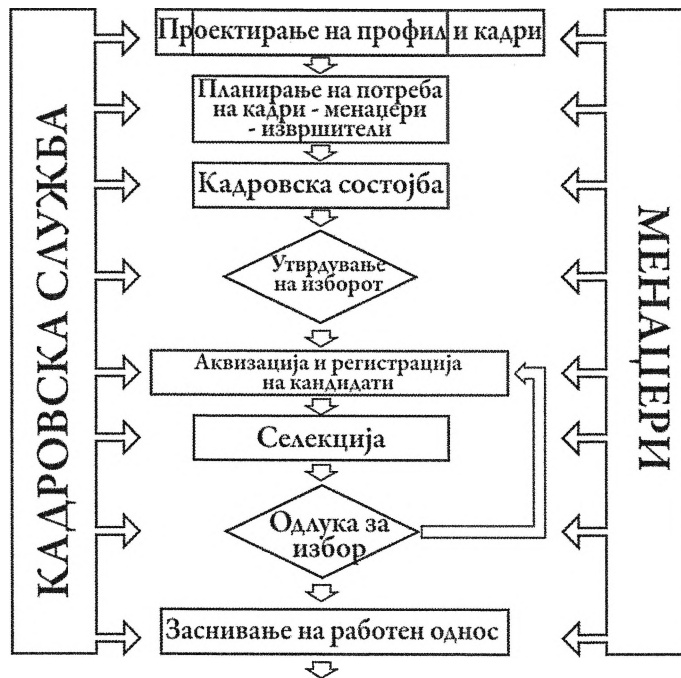 КАДРОВСКА СЛУЖБА
Проектирање на профил и кадри
Планирање на потреба
на кадри - менаџери
- извршители
Кадровска состојба
Утврдување
на изборот
Аквизација и регистрација
на кандидати
Селекција
Одлука за
избор
Заснивање на работен однос
МЕНАЏЕРИ